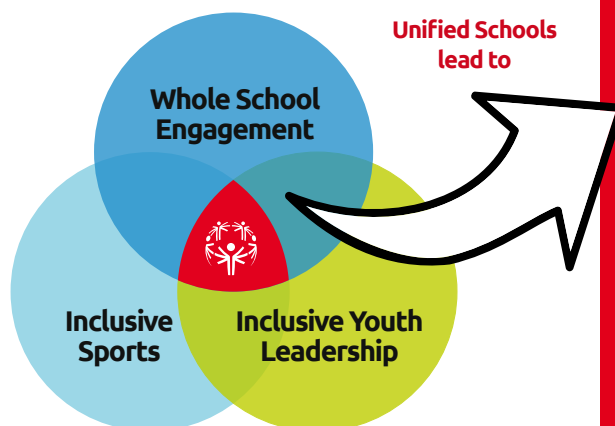 Unified Schools
lead to
Whole School
Engagement
Inclusive
Sports
Inclusive Youth
Leadership